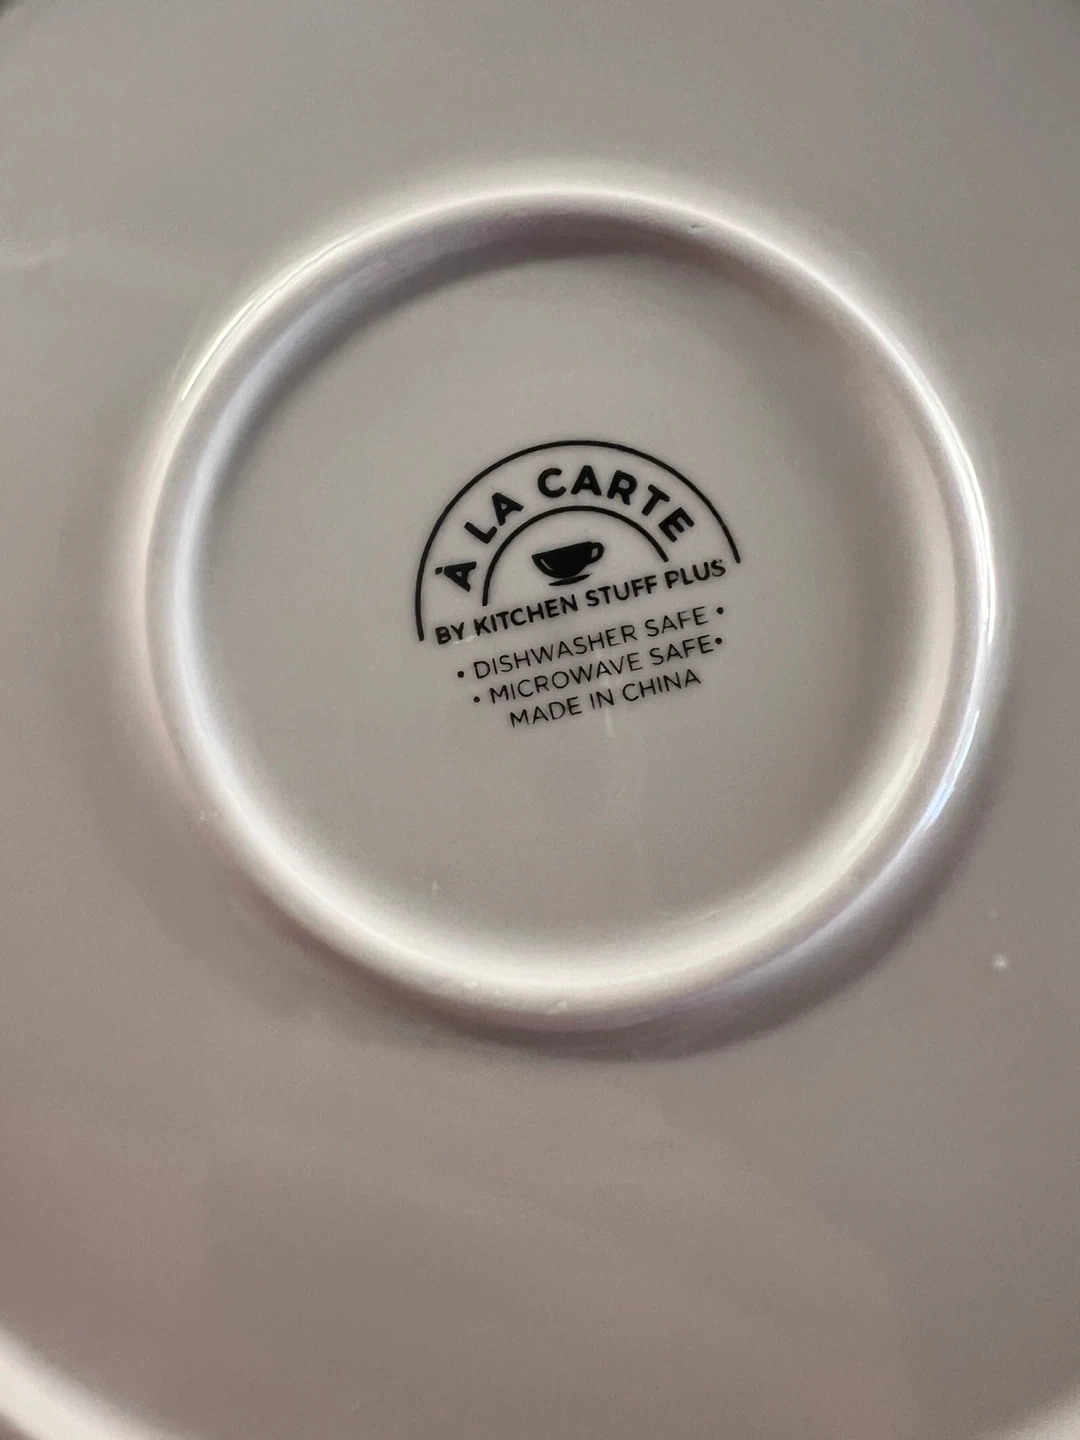 À LA CARTE
BY KITCHEN STUFF PLUS
• DISHWASHER SAFE •
• MICROWAVE SAFE•
MADE IN CHINA